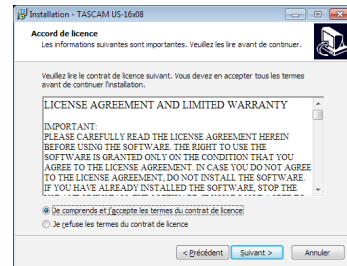 Installation - TASCAM US-16x08
Accord de licence
Les informations suivantes sont importantes. Veuillez les lire avant de continuer.
Veuillez lire le contrat de licence suivant. Vous devez en accepter tous les termes
avant de continuer l'installation.
LICENSE AGREEMENT AND LIMITED WARRANTY
IMPORTANT:
PLEASE CAREFULLY READ THE LICENSE AGREEMENT HEREIN
BEFORE USING THE SOFTWARE. THE RIGHT TO USE THE
SOFTWARE IS GRANTED ONLY ON THE CONDITION THAT YOU
AGREE TO THE LICENSE AGREEMENT. IN CASE YOU DO NOT AGREE
TO THE LICENSE AGREEMENT, DO NOT INSTALL THE SOFTWARE.
IF YOU HAVE ALREADY INSTALLED THE SOFTWARE, STOP THE
Je comprends et j'accepte les termes du contrat de licence
Je refuse les termes du contrat de licence
< Précédent
Suivant >
Annuler